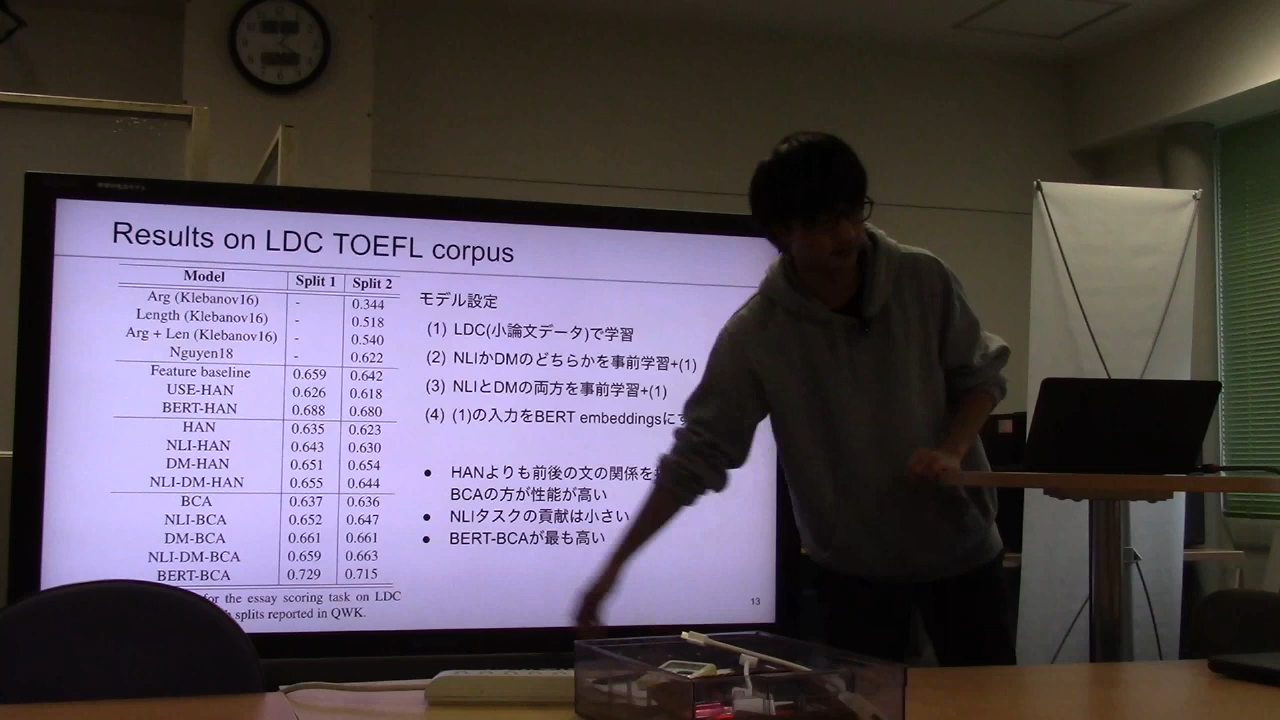 Results on LDC TOEFL corpus
Model Split 1 Split 2
Arg (Klebanov16) - 0.344
Length (Klebanov16) - 0.518
Arg + Len (Klebanov16) - 0.540
Nguyen18 - 0.622
Feature baseline 0.659 0.642
USE-HAN 0.626 0.618
BERT-HAN 0.688 0.680
HAN 0.635 0.623
NLI-HAN 0.643 0.630
DM-HAN 0.651 0.654
NLI-DM-HAN 0.655 0.644
BCA 0.637 0.636
NLI-BCA 0.652 0.647
DM-BCA 0.661 0.661
NLI-DM-BCA 0.659 0.663
BERT-BCA 0.729 0.715
for the essay scoring task on LDC
splits reported in QWK.
モデル設定
(1) LDC(小論文データ)で学習
(2) NLIかDMのどちらかを事前学習+(1)
(3) NLIとDMの両方を事前学習+(1)
(4) (1)の入力をBERT embeddingsに
● HANよりも前後の文の関係を
BCAの方が性能が高い
● NLIタスクの貢献は小さい
● BERT-BCAが最も高い
13